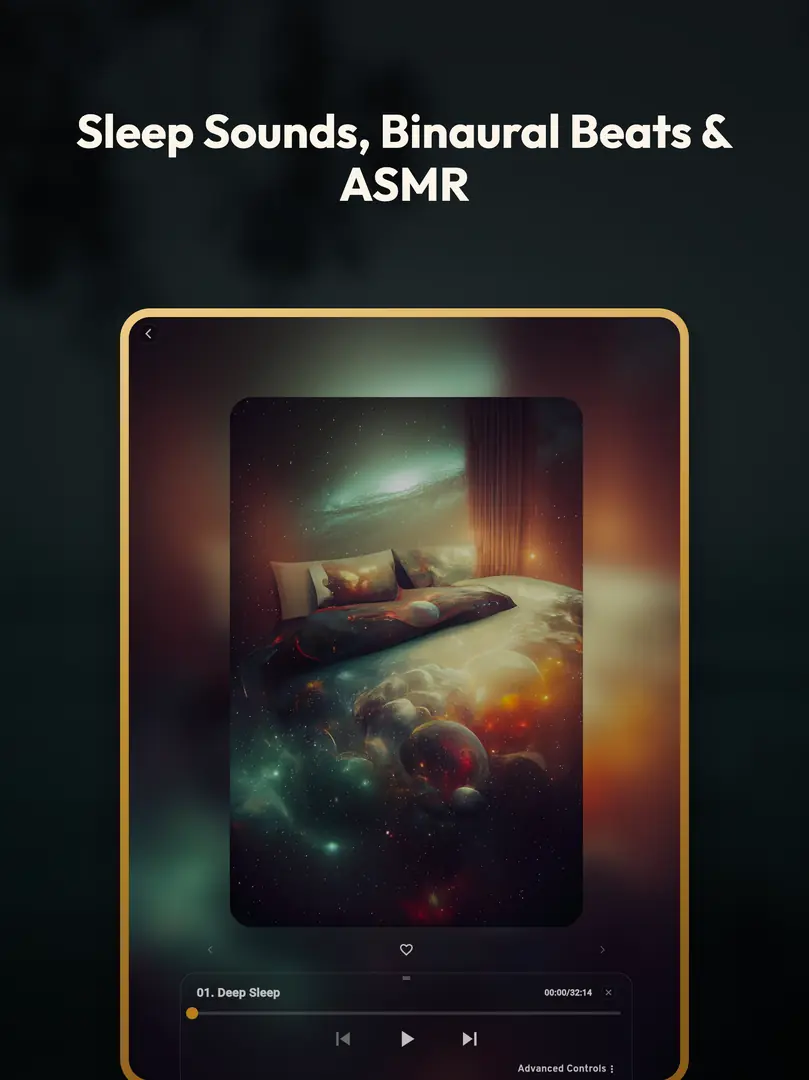 Sleep Sounds, Binaural Beats &
ASMR
01. Deep Sleep
00:00/32:14
Advanced Controls